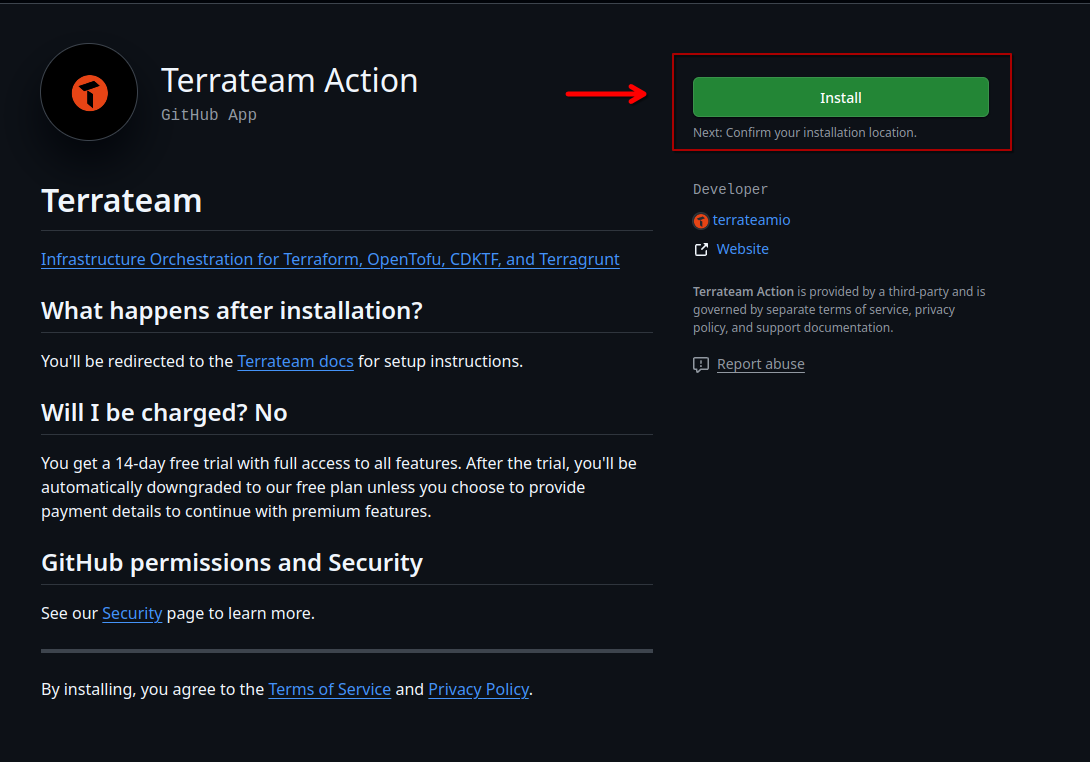 Terrateam Action
GitHub App
Install
Next: Confirm your installation location.
Terrateam
Infrastructure Orchestration for Terraform, OpenTofu, CDKTF, and Terragrunt
What happens after installation?
You'll be redirected to the Terrateam docs for setup instructions.
Will I be charged? No
You get a 14-day free trial with full access to all features. After the trial, you'll be
automatically downgraded to our free plan unless you choose to provide
payment details to continue with premium features.
GitHub permissions and Security
See our Security page to learn more.
By installing, you agree to the Terms of Service and Privacy Policy.
Developer
terrateamio
Website
Terrateam Action is provided by a third-party and is
governed by separate terms of service, privacy
policy, and support documentation.
Report abuse